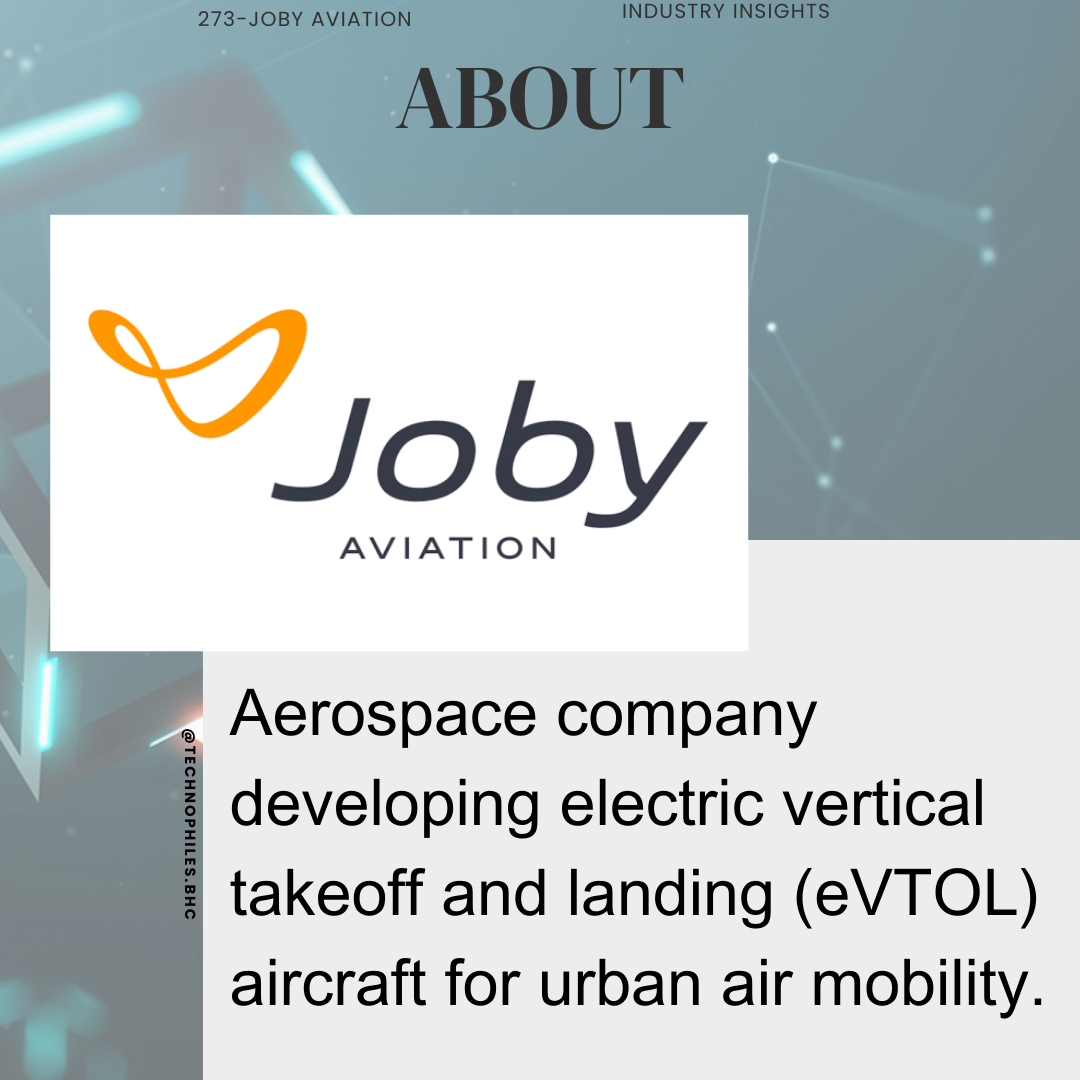 273-JOBY AVIATION
INDUSTRY INSIGHTS
ABOUT
Joby
AVIATION
@TECHNOPHILES.BHC
Aerospace company
developing electric vertical
takeoff and landing (eVTOL)
aircraft for urban air mobility.